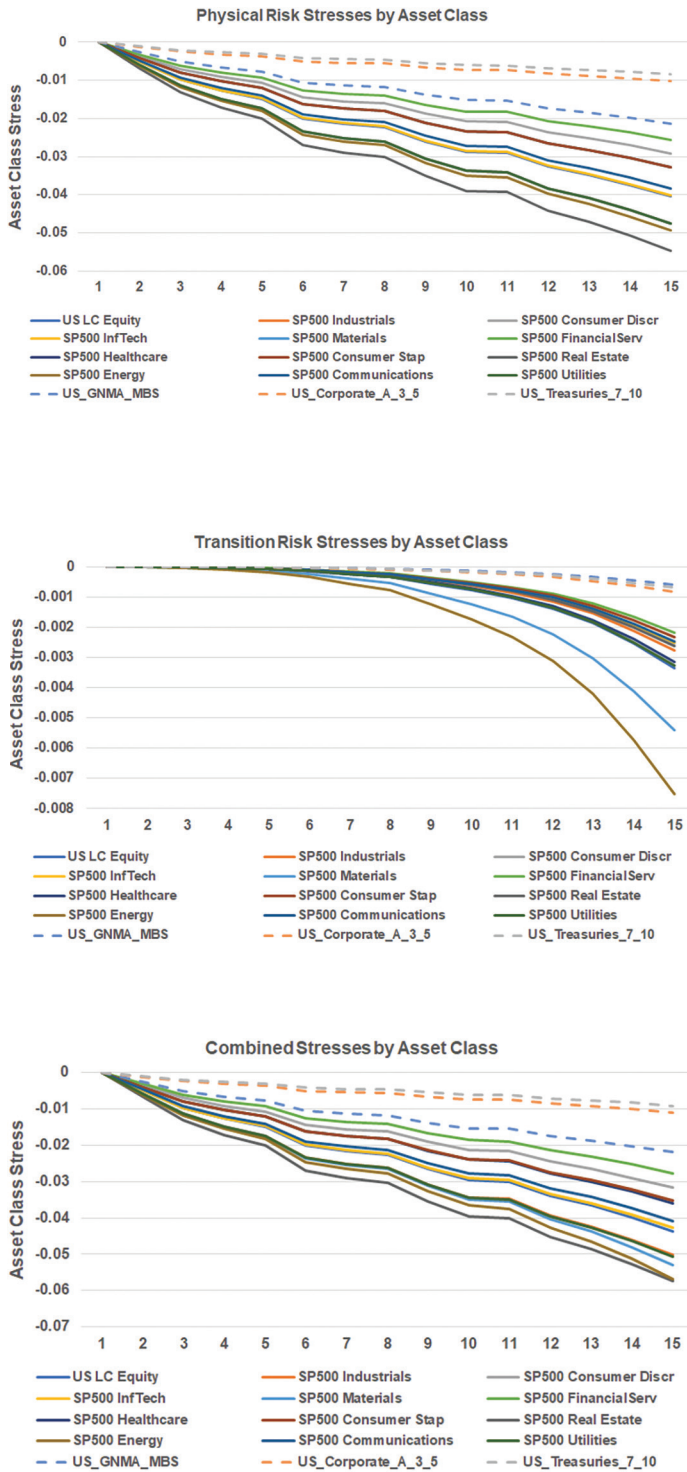 Physical Risk Stresses by Asset Class
Asset Class Stress
0
-0.01
-0.02
-0.03
-0.04
-0.05
-0.06
1 2 3 4 5 6 7 8 9 10 11 12 13 14 15
US LC Equity SP500 Industrials SP500 Consumer Discr
SP500 InfTech SP500 Materials SP500 FinancialServ
SP500 Healthcare SP500 Consumer Stap SP500 Real Estate
SP500 Energy SP500 Communications SP500 Utilities
US_GNMA_MBS US_Corporate_A_3_5 US_Treasuries_7_10
Transition Risk Stresses by Asset Class
Asset Class Stress
0
-0.001
-0.002
-0.003
-0.004
-0.005
-0.006
-0.007
-0.008
1 2 3 4 5 6 7 8 9 10 11 12 13 14 15
US LC Equity SP500 Industrials SP500 Consumer Discr
SP500 InfTech SP500 Materials SP500 FinancialServ
SP500 Healthcare SP500 Consumer Stap SP500 Real Estate
SP500 Energy SP500 Communications SP500 Utilities
US_GNMA_MBS US_Corporate_A_3_5 US_Treasuries_7_10
Combined Stresses by Asset Class
Asset Class Stress
0
-0.01
-0.02
-0.03
-0.04
-0.05
-0.06
-0.07
1 2 3 4 5 6 7 8 9 10 11 12 13 14 15
US LC Equity SP500 Industrials SP500 Consumer Discr
SP500 InfTech SP500 Materials SP500 FinancialServ
SP500 Healthcare SP500 Consumer Stap SP500 Real Estate
SP500 Energy SP500 Communications SP500 Utilities
US_GNMA_MBS US_Corporate_A_3_5 US_Treasuries_7_10